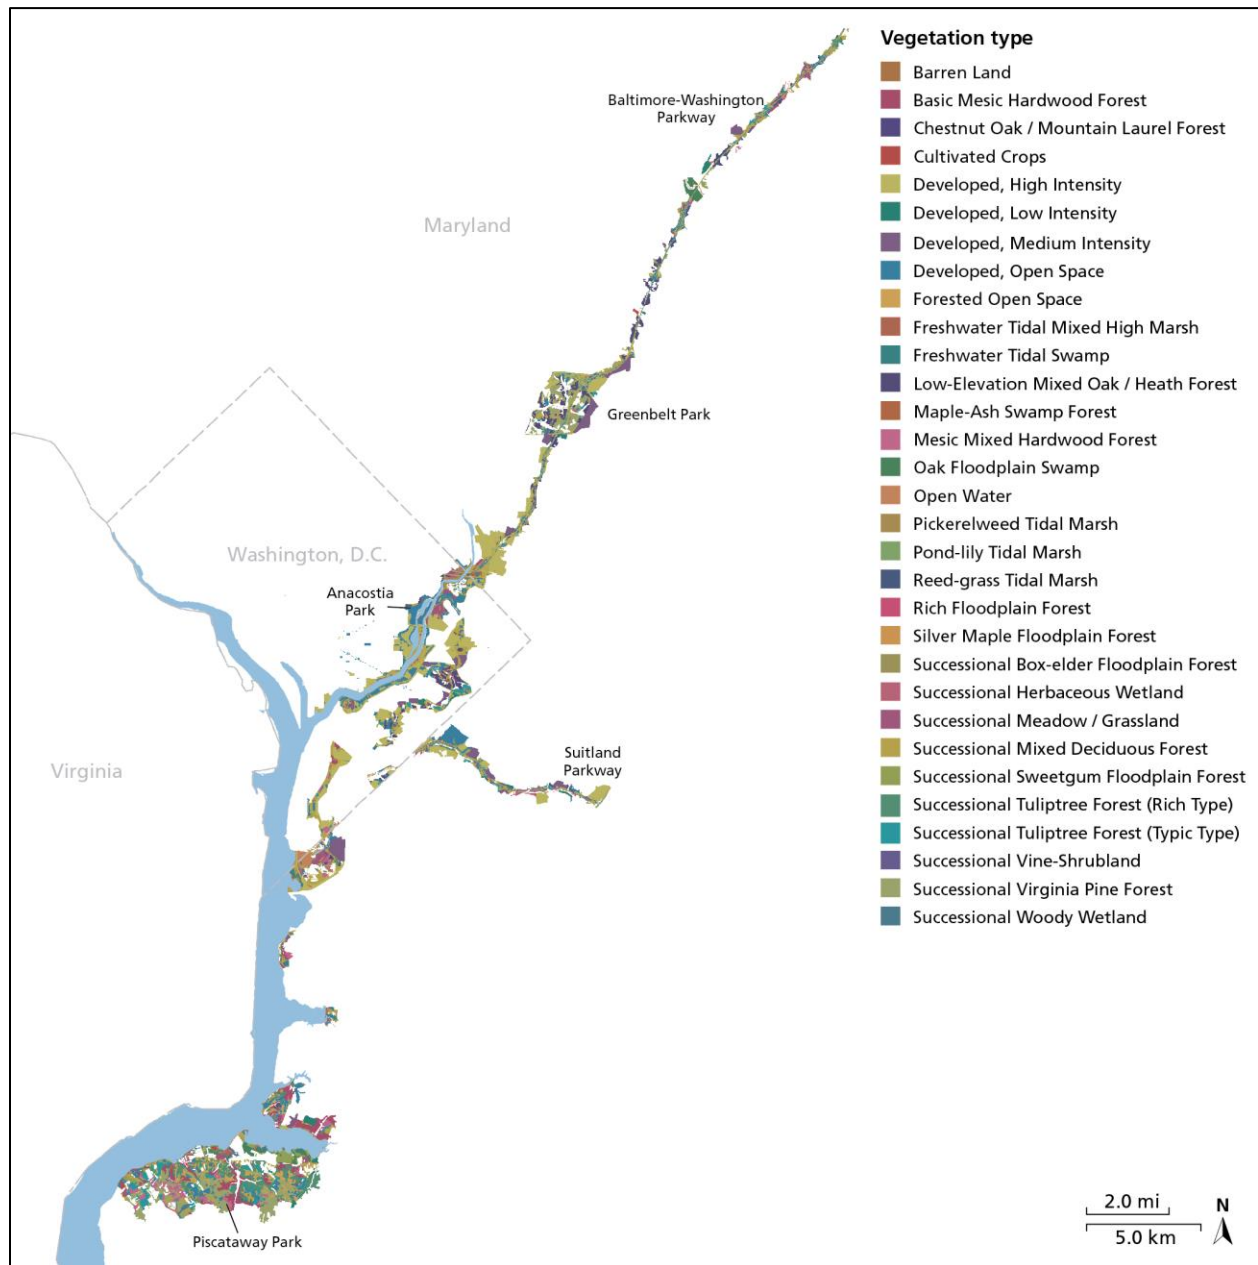 Vegetation type
Barren Land
Basic Mesic Hardwood Forest
Chestnut Oak / Mountain Laurel Forest
Cultivated Crops
Developed, High Intensity
Developed, Low Intensity
Developed, Medium Intensity
Developed, Open Space
Forested Open Space
Freshwater Tidal Mixed High Marsh
Freshwater Tidal Swamp
Low-Elevation Mixed Oak / Heath Forest
Maple-Ash Swamp Forest
Mesic Mixed Hardwood Forest
Oak Floodplain Swamp
Open Water
Pickerelweed Tidal Marsh
Pond-lily Tidal Marsh
Reed-grass Tidal Marsh
Rich Floodplain Forest
Silver Maple Floodplain Forest
Successional Box-elder Floodplain Forest
Successional Herbaceous Wetland
Successional Meadow / Grassland
Successional Mixed Deciduous Forest
Successional Sweetgum Floodplain Forest
Successional Tuliptree Forest (Rich Type)
Successional Tuliptree Forest (Typic Type)
Successional Vine-Shrubland
Successional Virginia Pine Forest
Successional Woody Wetland
Baltimore-Washington
Parkway
Maryland
Greenbelt Park
Washington, D.C.
Anacostia
Park
Suitland
Parkway
Virginia
Piscataway Park
2.0 mi
5.0 km
N